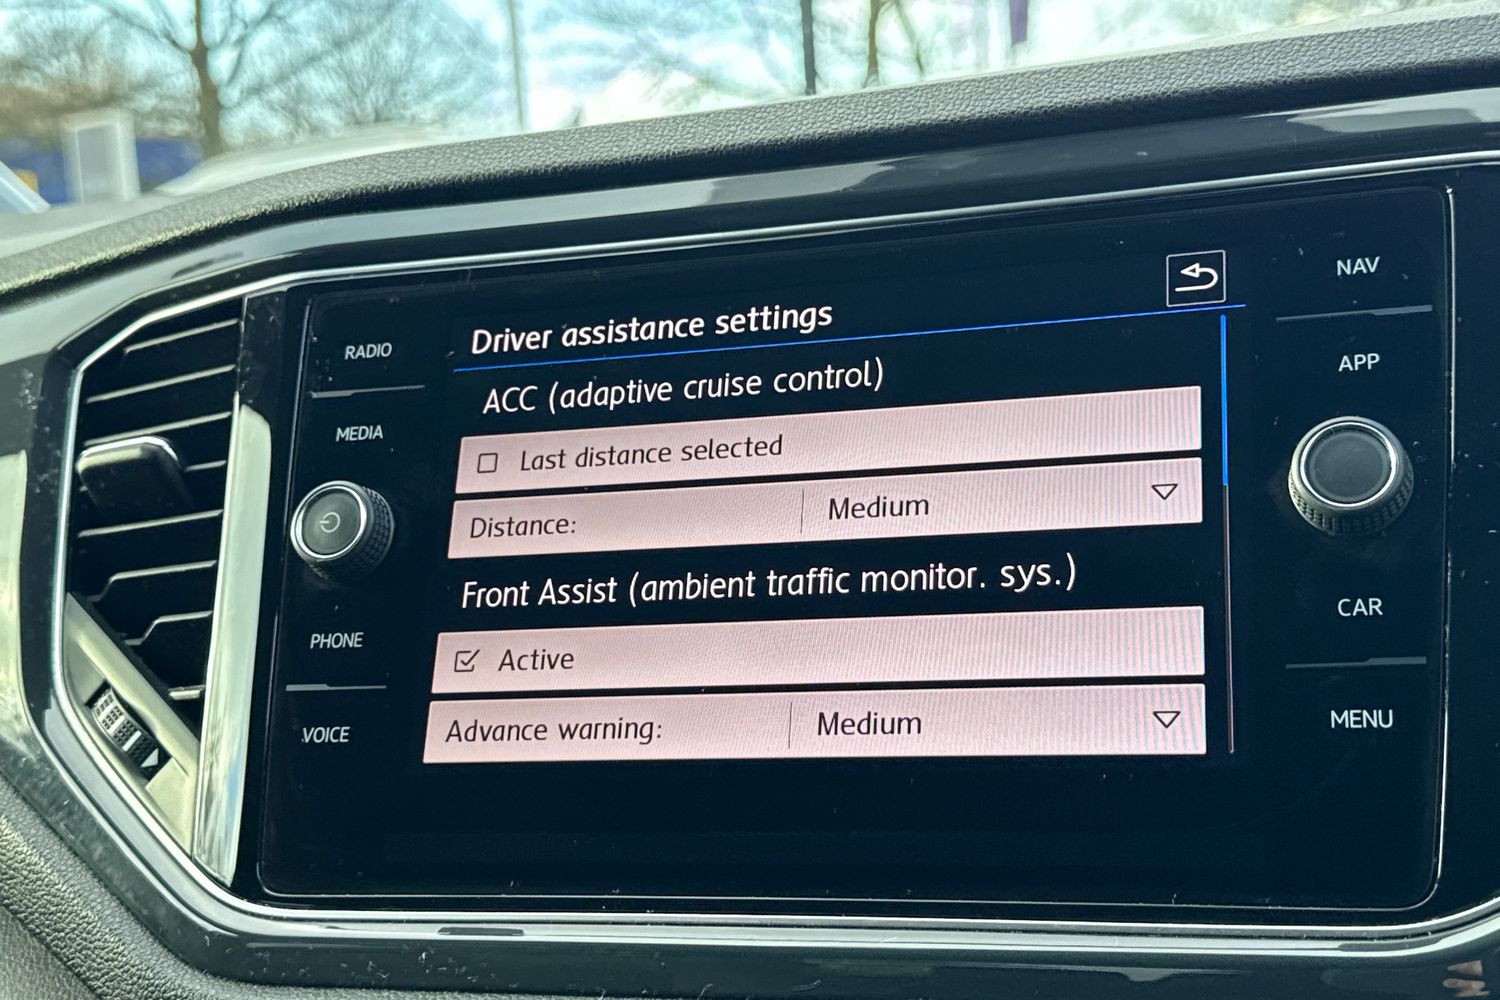 RADIO
MEDIA
PHONE
VOICE
Driver assistance settings
ACC (adaptive cruise control)
Last distance selected
Distance: Medium
Front Assist (ambient traffic monitor. sys.)
Active
Advance warning: Medium
NAV
APP
CAR
MENU